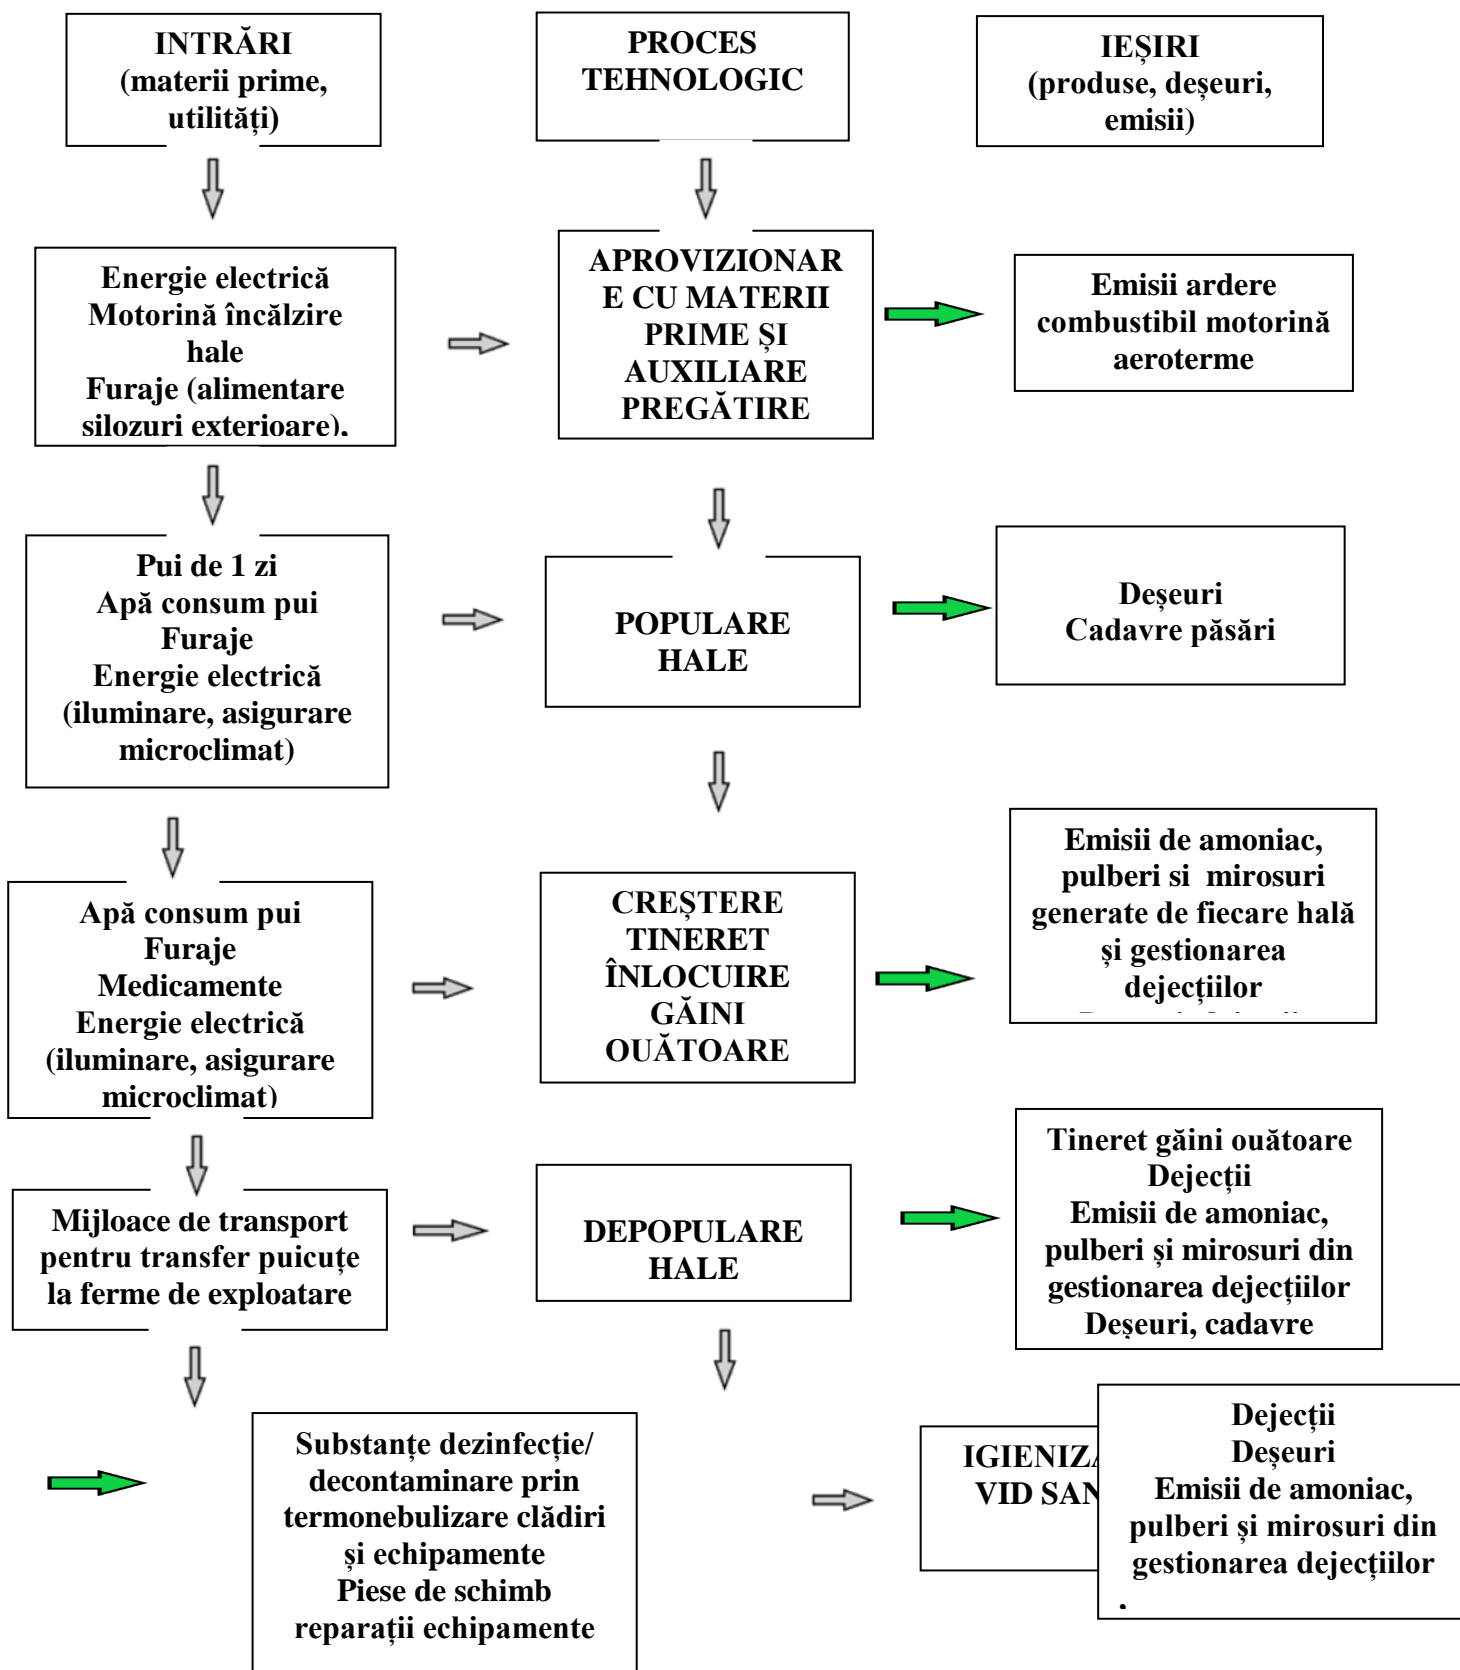 INTRĂRI
(materii prime,
utilități)
PROCES
TEHNOLOGIC
IEȘIRI
(produse, deșeuri,
emisii)
Energie electrică
Motorină încălzire
hale
Furaje (alimentare
silozuri exterioare),
APROVIZIONAR
E CU MATERII
PRIME ȘI
AUXILIARE
PREGĂTIRE
Emisii ardere
combustibil motorină
aeroterme
Pui de 1 zi
Apă consum pui
Furaje
Energie electrică
(iluminare, asigurare
microclimat)
POPULARE
HALE
Deșeuri
Cadavre păsări
Apă consum pui
Furaje
Medicamente
Energie electrică
(iluminare, asigurare
microclimat)
CREȘTERE
TINERET
ÎNLOCUIRE
GĂINI
OUĂTOARE
Emisii de amoniac,
pulberi si mirosuri
generate de fiecare hală
și gestionarea
dejecțiilor
Mijloace de transport
pentru transfer puicuțe
la ferme de exploatare
DEPOPULARE
HALE
Tineret găini ouătoare
Dejecții
Emisii de amoniac,
pulberi și mirosuri din
gestionarea dejecțiilor
Deșeuri, cadavre
Substanțe dezinfecție/
decontaminare prin
termonebulizare clădiri
și echipamente
Piese de schimb
reparații echipamente
IGIENIZA
VID SAN
Dejecții
Deșeuri
Emisii de amoniac,
pulberi și mirosuri din
gestionarea dejecțiilor